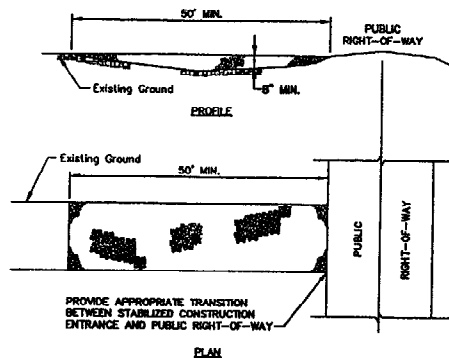 50' MIN.
PUBLIC
RIGHT-OF-WAY
Existing Ground
8" MIN.
PROFILE
Existing Ground
50' MIN.
PUBLIC
RIGHT-OF-WAY
PROVIDE APPROPRIATE TRANSITION
BETWEEN STABILIZED CONSTRUCTION
ENTRANCE AND PUBLIC RIGHT-OF-WAY
PLAN